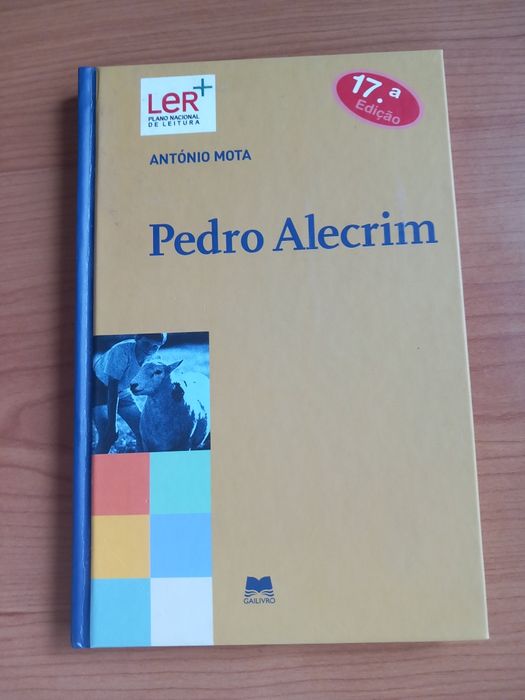 LeR+
PLANO NACIONAL
DE LEITURA
17.ª
Edição
ANTÓNIO MOTA
Pedro Alecrim
GAILIVRO